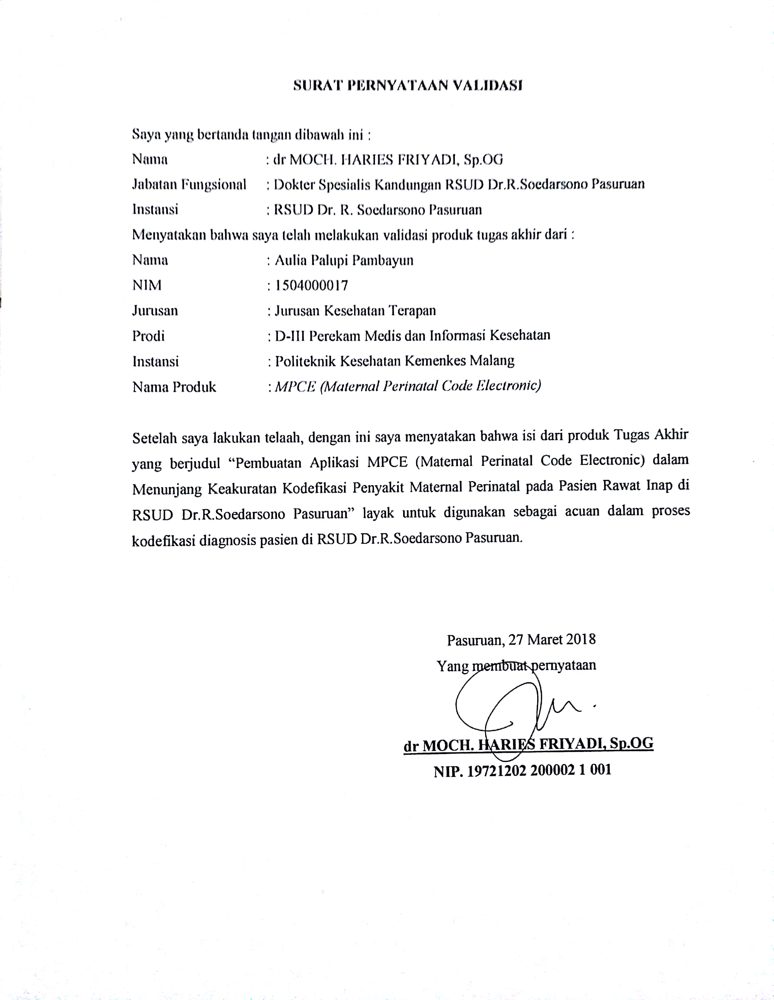 SURAT PERNYATAAN VALIDASI
Saya yang bertanda tangan dibawah ini :
Nama : dr MOCH. HARIES FRIYADI, Sp.OG
Jabatan Fungsional : Dokter Spesialis Kandungan RSUD Dr.R.Soedarsono Pasuruan
Instansi : RSUD Dr. R. Soedarsono Pasuruan
Menyatakan bahwa saya telah melakukan validasi produk tugas akhir dari :
Nama : Aulia Palupi Pambayun
NIM : 1504000017
Jurusan : Jurusan Kesehatan Terapan
Prodi : D-III Perekam Medis dan Informasi Kesehatan
Instansi : Politeknik Kesehatan Kemenkes Malang
Nama Produk : MPCE (Maternal Perinatal Code Electronic)
Setelah saya lakukan telaah, dengan ini saya menyatakan bahwa isi dari produk Tugas Akhir
yang berjudul “Pembuatan Aplikasi MPCE (Maternal Perinatal Code Electronic) dalam
Menunjang Keakuratan Kodefikasi Penyakit Maternal Perinatal pada Pasien Rawat Inap di
RSUD Dr.R.Soedarsono Pasuruan” layak untuk digunakan sebagai acuan dalam proses
kodefikasi diagnosis pasien di RSUD Dr.R.Soedarsono Pasuruan.
Pasuruan, 27 Maret 2018
Yang membuat pernyataan
dr MOCH. HARIES FRIYADI, Sp.OG
NIP. 19721202 200002 1 001